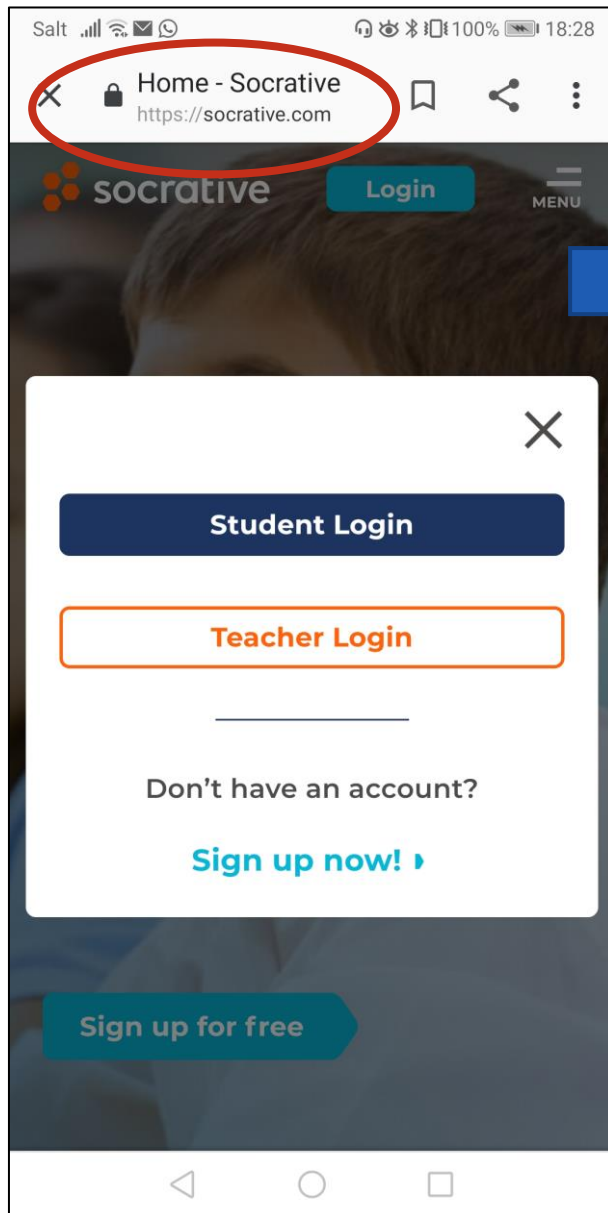 Salt 100% 18:28
Home - Socrative
https://socrative.com
socrative Login MENU
Student Login
Teacher Login
Don't have an account?
Sign up now!
Sign up for free